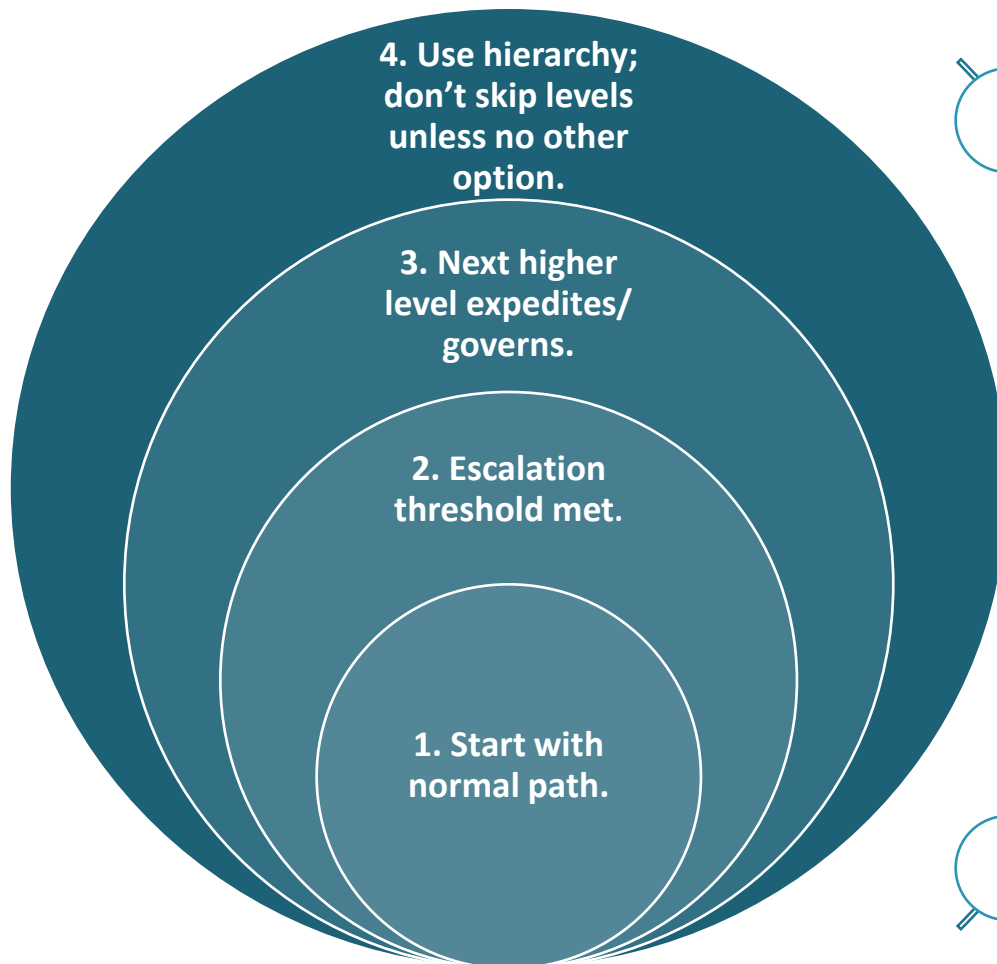 4. Use hierarchy;
don’t skip levels
unless no other
option.
3. Next higher
level expedites/
governs.
2. Escalation
threshold met.
1. Start with
normal path.